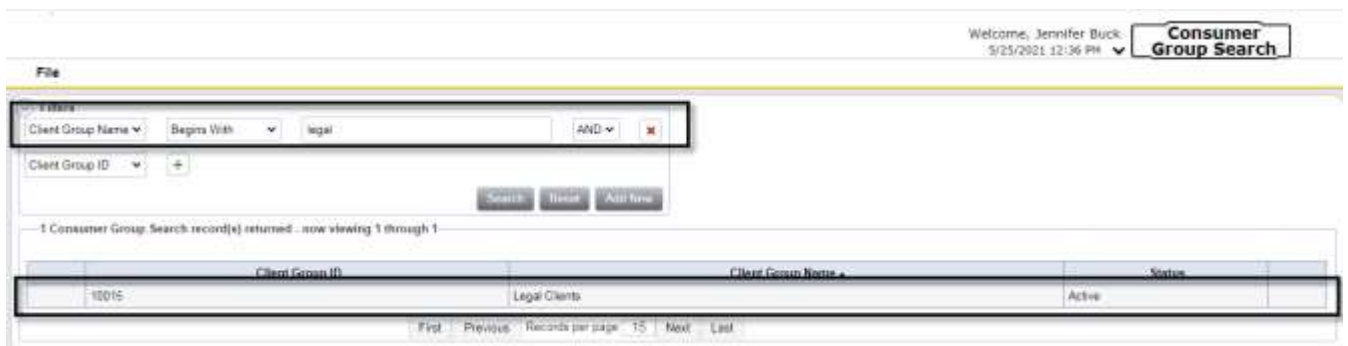 Welcome, Jennifer Buck
5/25/2021 12:36 PM
Consumer
Group Search
File
Filters
Client Group Name Begins With legal AND
Client Group ID
Search Reset Add New
1 Consumer Group Search record(s) returned - now viewing 1 through 1
Client Group ID Client Group Name Status
10015 Legal Clients Active
First Previous Records per page 15 Next Last